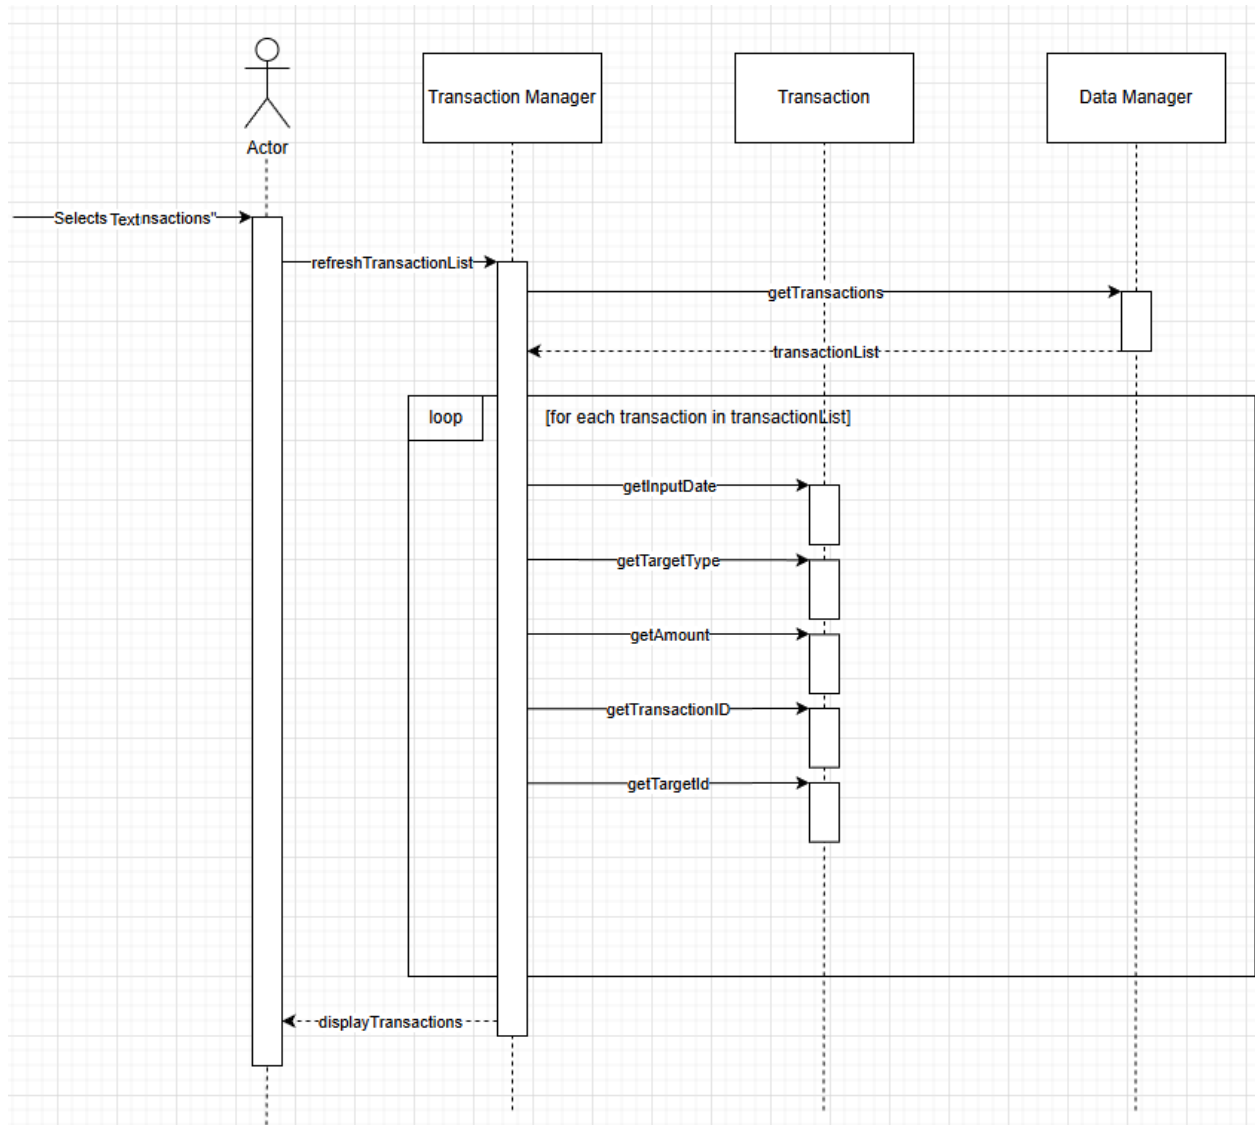 Transaction Manager
Transaction
Data Manager
Actor
Selects Text nsactions"
refreshTransactionList
getTransactions
transactionList
loop
[for each transaction in transactionList]
getInputDate
getTargetType
getAmount
getTransactionID
getTargetId
displayTransactions